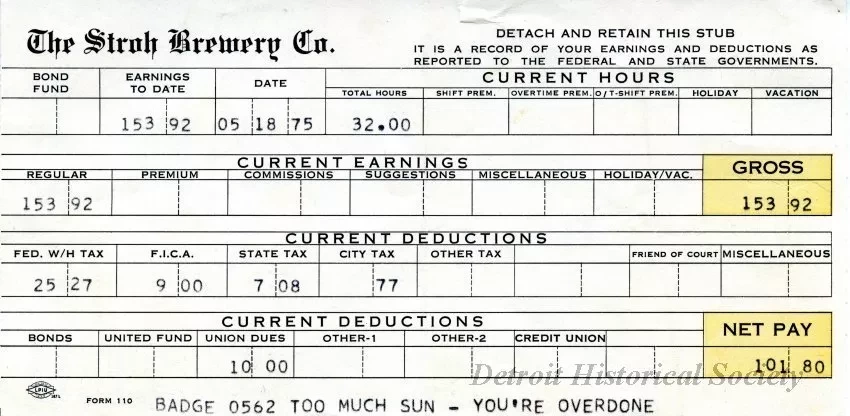 The Stroh Brewery Co.
DETACH AND RETAIN THIS STUB
IT IS A RECORD OF YOUR EARNINGS AND DEDUCTIONS AS
REPORTED TO THE FEDERAL AND STATE GOVERNMENTS.
BOND FUND EARNINGS TO DATE DATE CURRENT HOURS
TOTAL HOURS SHIFT PREM. OVERTIME PREM. O/T-SHIFT PREM. HOLIDAY VACATION
153 92 05 18 75 32.00
CURRENT EARNINGS GROSS
REGULAR PREMIUM COMMISSIONS SUGGESTIONS MISCELLANEOUS HOLIDAY/VAC.
153 92 153 92
CURRENT DEDUCTIONS
FED. W/H TAX F.I.C.A. STATE TAX CITY TAX OTHER TAX FRIEND OF COURT MISCELLANEOUS
25 27 9 00 7 08 77
CURRENT DEDUCTIONS NET PAY
BONDS UNITED FUND UNION DUES OTHER-1 OTHER-2 CREDIT UNION
10 00 101 80
Detroit Historical Society
FORM 110 BADGE 0562 TOO MUCH SUN - YOU'RE OVERDONE